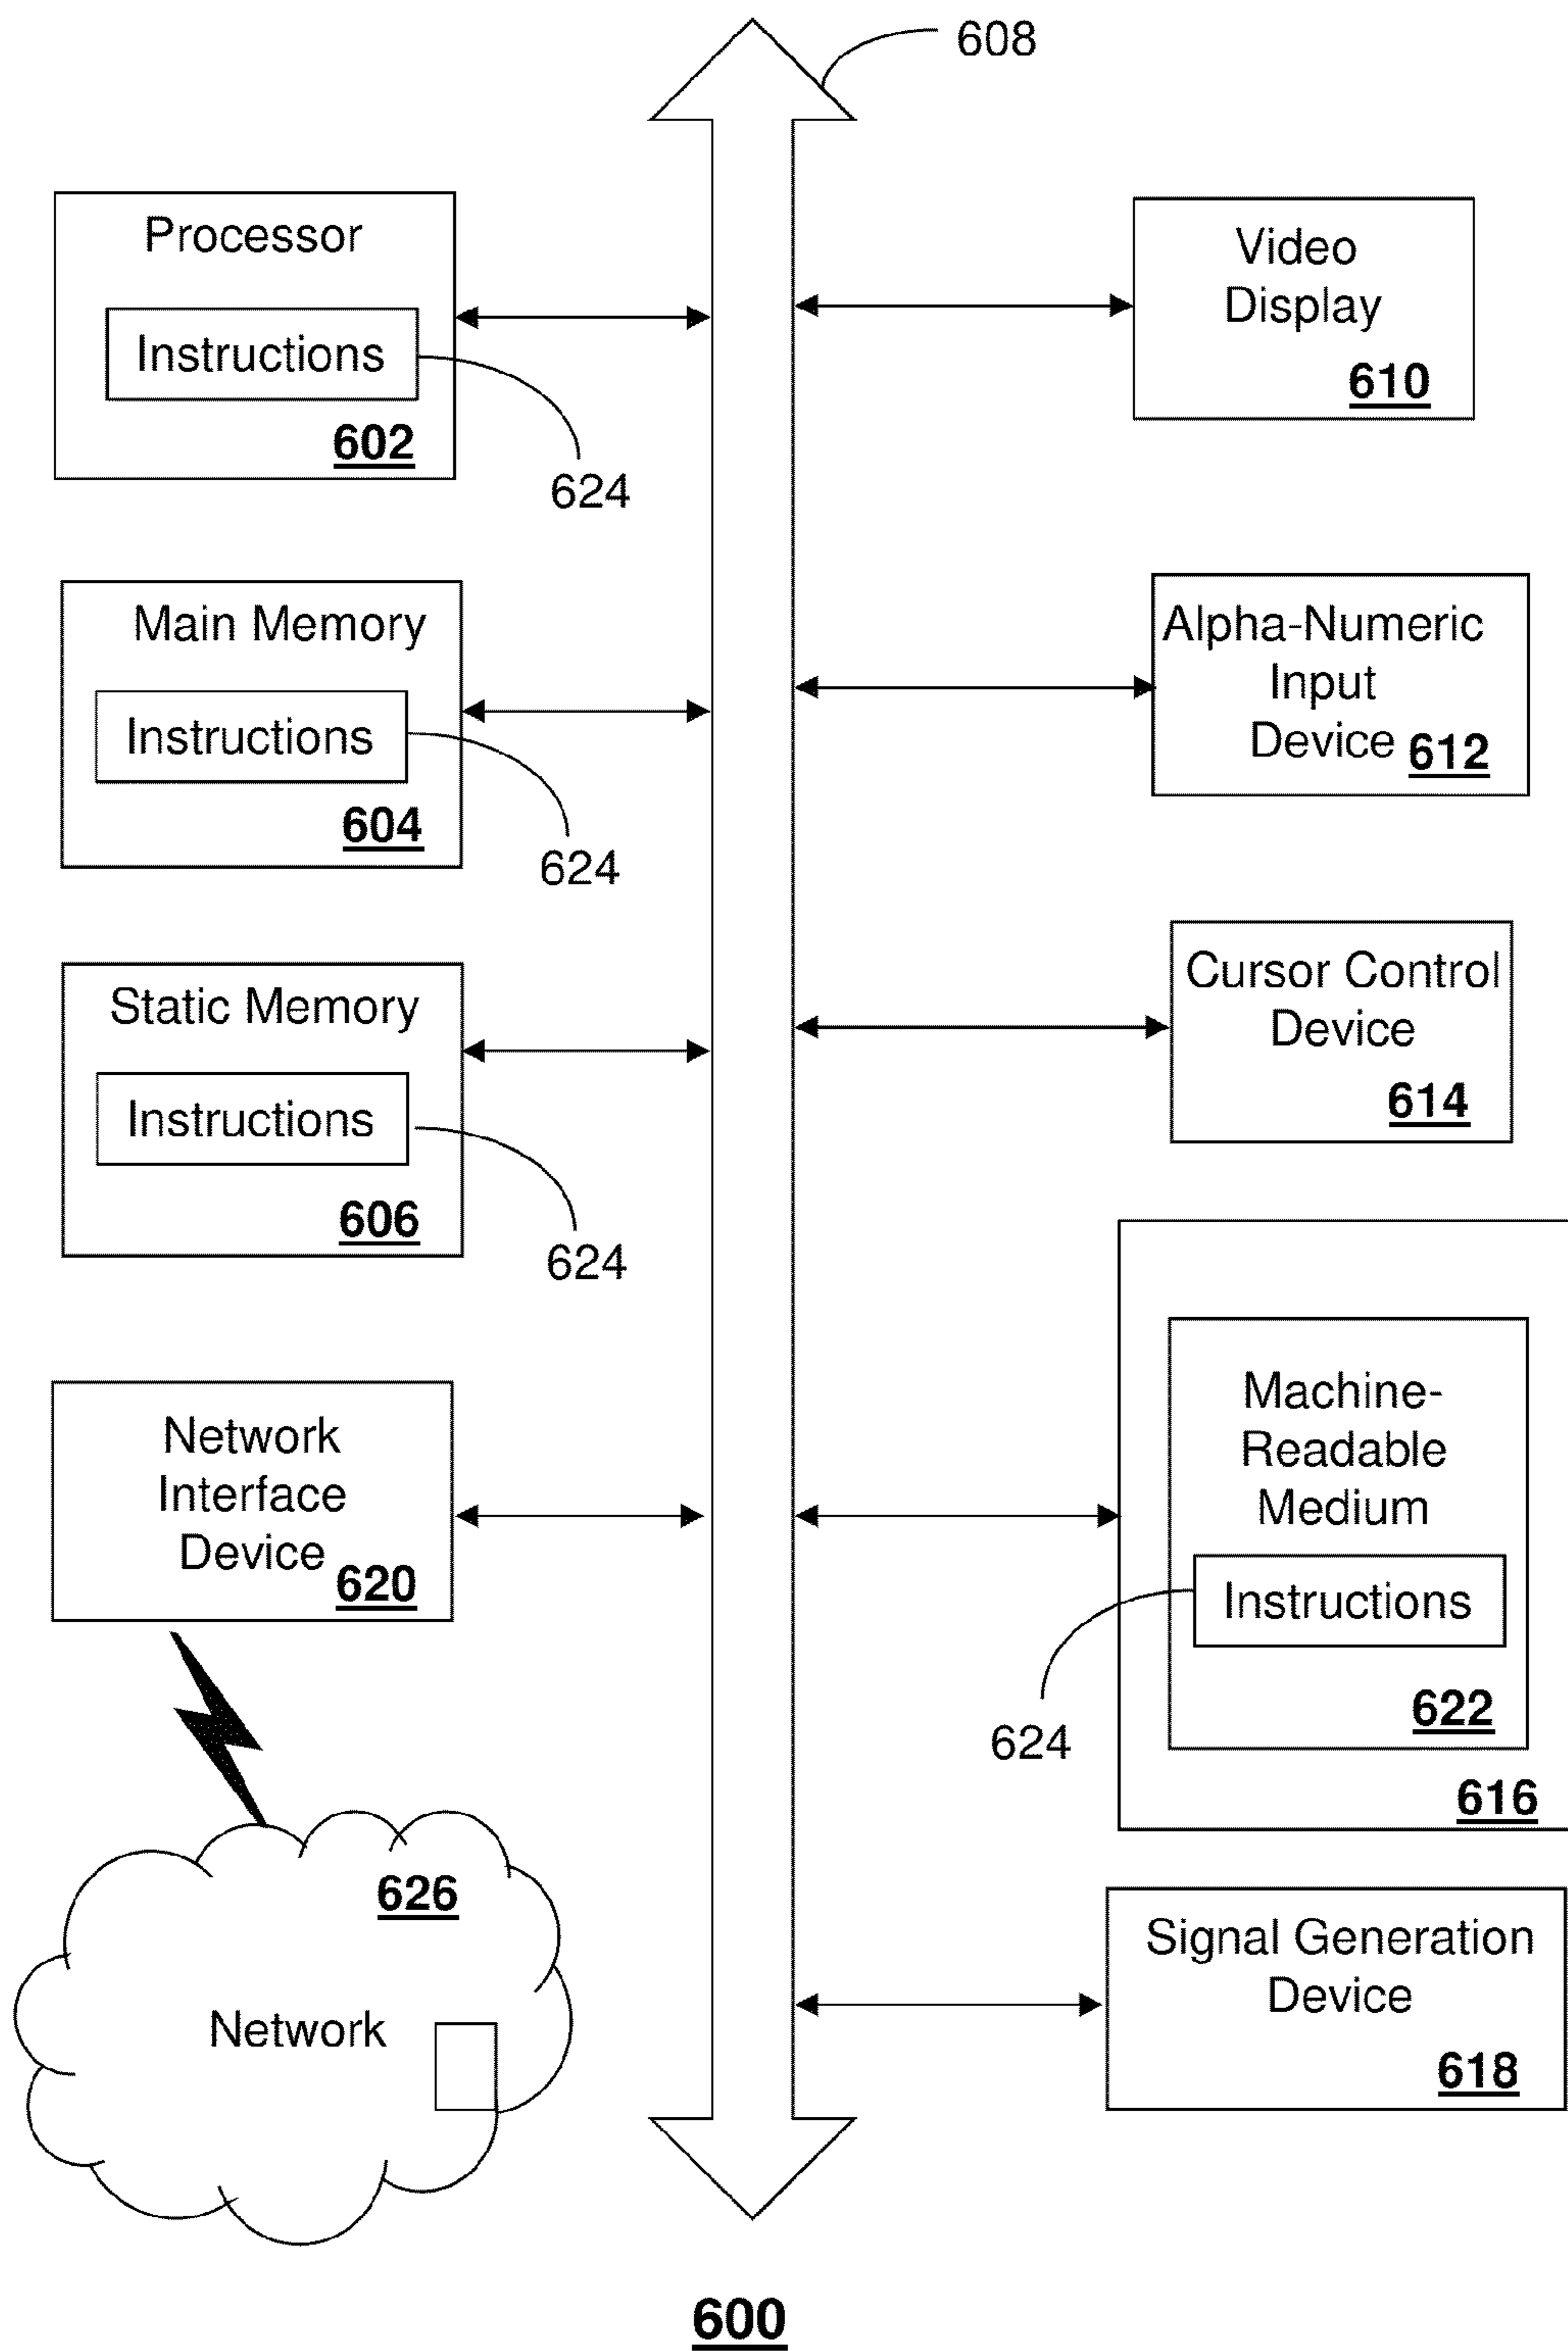 608
Processor
Instructions
602
624
Main Memory
Instructions
604
624
Static Memory
Instructions
606
624
Network
Interface
Device
620
626
Network
Video
Display
610
Alpha-Numeric
Input
Device 612
Cursor Control
Device
614
Machine-
Readable
Medium
Instructions
622
624
616
Signal Generation
Device
618
600